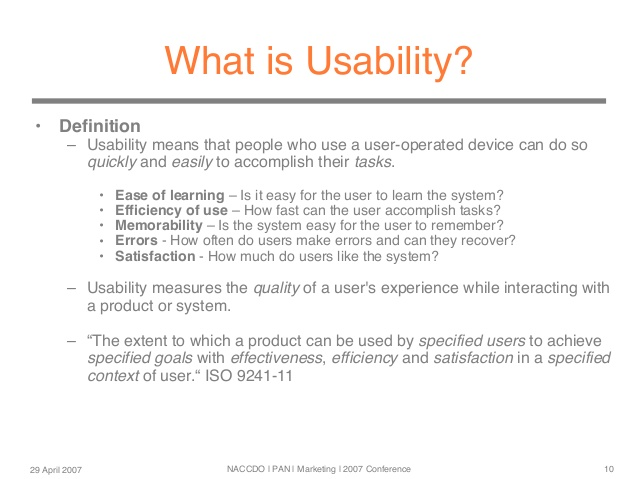 What is Usability?
• Definition
– Usability means that people who use a user-operated device can do so
quickly and easily to accomplish their tasks.
• Ease of learning – Is it easy for the user to learn the system?
• Efficiency of use – How fast can the user accomplish tasks?
• Memorability – Is the system easy for the user to remember?
• Errors - How often do users make errors and can they recover?
• Satisfaction - How much do users like the system?
– Usability measures the quality of a user's experience while interacting with
a product or system.
– “The extent to which a product can be used by specified users to achieve
specified goals with effectiveness, efficiency and satisfaction in a specified
context of user.“ ISO 9241-11
29 April 2007
NACCDO | PAN | Marketing | 2007 Conference
10